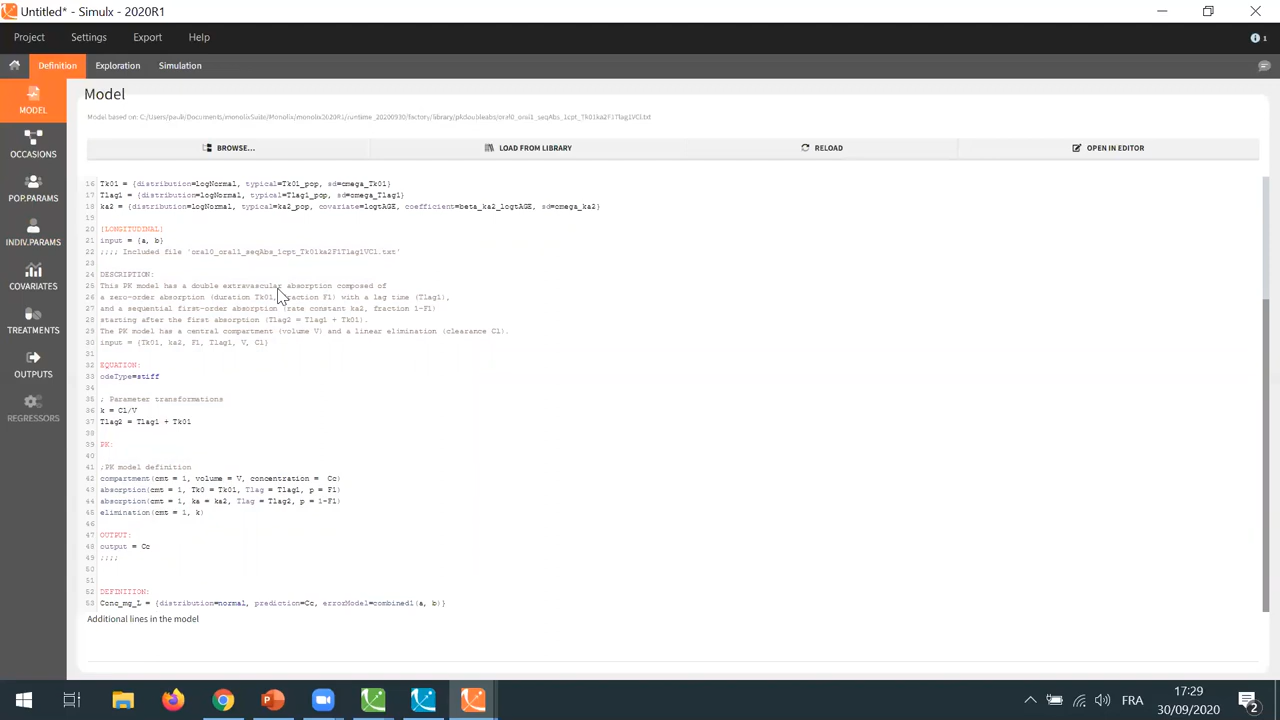 Untitled* - Simulx - 2020R1
Project Settings Export Help
1
Definition Exploration Simulation
MODEL
OCCASIONS
POP.PARAMS
INDIV.PARAMS
COVARIATES
TREATMENTS
OUTPUTS
REGRESSORS
Model
Model based on: C:/Users/pauli/Documents/monolixSuite/Monolix/monolix2020R1/runtime_20200930/factory/library/pkdoubleabs/oral0_oral1_seqAbs_1cpt_Tk01ka2F1Tlag1VCl.txt
BROWSE... LOAD FROM LIBRARY RELOAD OPEN IN EDITOR
16 Tk01 = {distribution=logNormal, typical=Tk01_pop, sd=omega_Tk01}
17 Tlag1 = {distribution=logNormal, typical=Tlag1_pop, sd=omega_Tlag1}
18 ka2 = {distribution=logNormal, typical=ka2_pop, covariate=logtAGE, coefficient=beta_ka2_logtAGE, sd=omega_ka2}
19
20 [LONGITUDINAL]
21 input = {a, b}
22 ;;;; Included file 'oral0_oral1_seqAbs_1cpt_Tk01ka2F1Tlag1VCl.txt'
23
24 DESCRIPTION:
25 This PK model has a double extravascular absorption composed of
26 a zero-order absorption (duration Tk01, fraction F1) with a lag time (Tlag1),
27 and a sequential first-order absorption (rate constant ka2, fraction 1-F1)
28 starting after the first absorption (Tlag2 = Tlag1 + Tk01).
29 The PK model has a central compartment (volume V) and a linear elimination (clearance Cl).
30 input = {Tk01, ka2, F1, Tlag1, V, Cl}
31
32 EQUATION:
33 odeType=stiff
34
35 ; Parameter transformations
36 k = Cl/V
37 Tlag2 = Tlag1 + Tk01
38
39 PK:
40
41 ;PK model definition
42 compartment(cmt = 1, volume = V, concentration = Cc)
43 absorption(cmt = 1, Tk0 = Tk01, Tlag = Tlag1, p = F1)
44 absorption(cmt = 1, ka = ka2, Tlag = Tlag2, p = 1-F1)
45 elimination(cmt = 1, k)
46
47 OUTPUT:
48 output = Cc
49 ;;;;
50
51
52 DEFINITION:
53 Conc_mg_L = {distribution=normal, prediction=Cc, errorModel=combined1(a, b)}
Additional lines in the model
FRA
17:29
30/09/2020
2